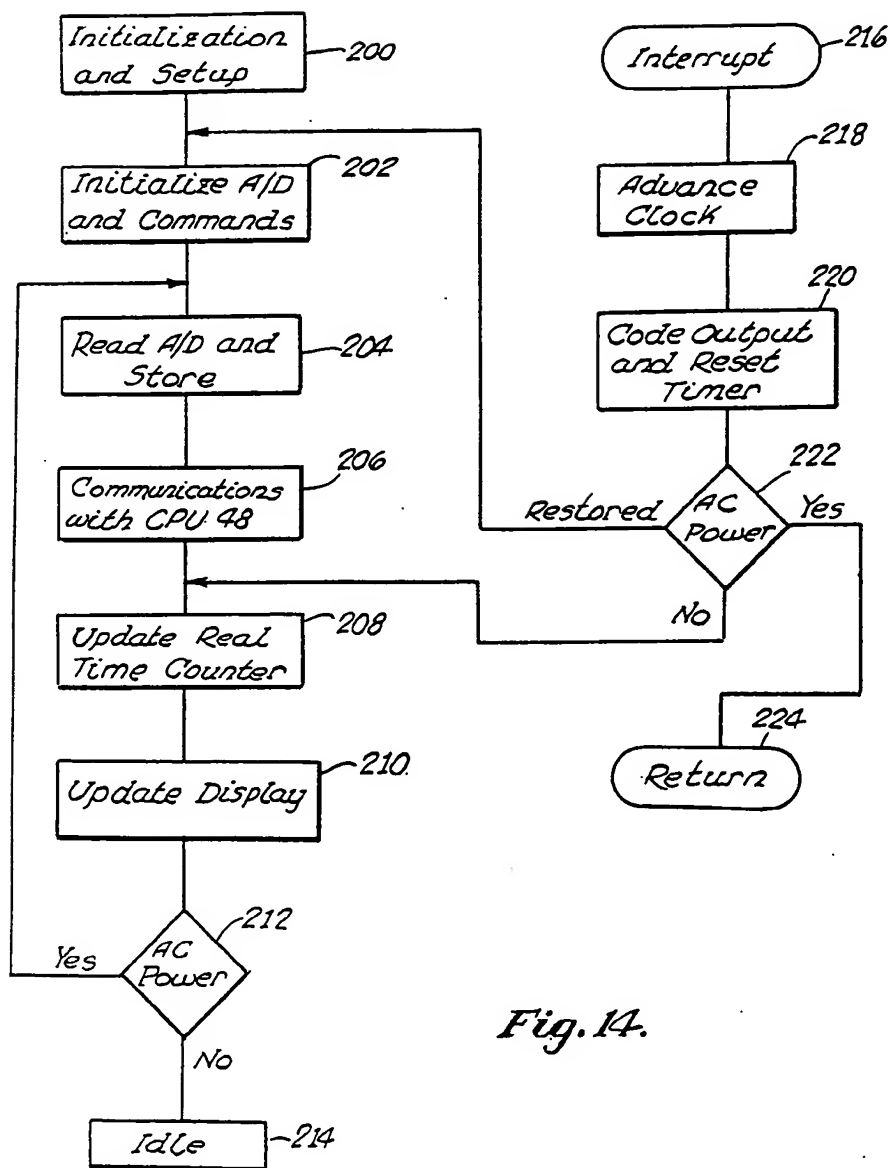 Initialization
and Setup
200
Initialize A/D
and Commands
202
Read A/D and
Store
204
Communications
with CPU 48
206
Update Real
Time Counter
208
Update Display
210
AC
Power
212
Yes
No
Idle
214
Interrupt
216
Advance
Clock
218
Code Output
and Reset
Timer
220
AC
Power
222
Restored
Yes
No
Return
224
Fig. 14.